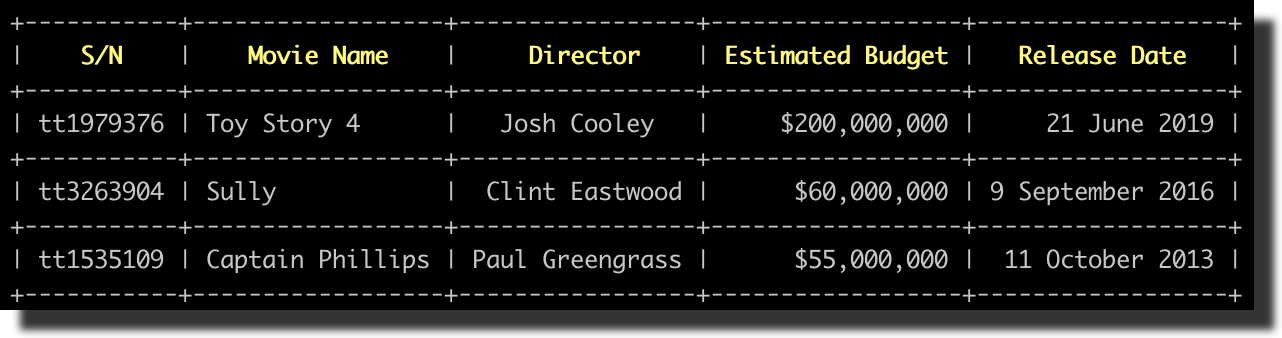 +-----------+------------------+-----------------+------------------+------------------+
|    S/N    |    Movie Name    |     Director    | Estimated Budget |   Release Date   |
+-----------+------------------+-----------------+------------------+------------------+
| tt1979376 | Toy Story 4      |   Josh Cooley   |     $200,000,000 |     21 June 2019 |
+-----------+------------------+-----------------+------------------+------------------+
| tt3263904 | Sully            |  Clint Eastwood |      $60,000,000 | 9 September 2016 |
+-----------+------------------+-----------------+------------------+------------------+
| tt1535109 | Captain Phillips | Paul Greengrass |      $55,000,000 |  11 October 2013 |
+-----------+------------------+-----------------+------------------+------------------+